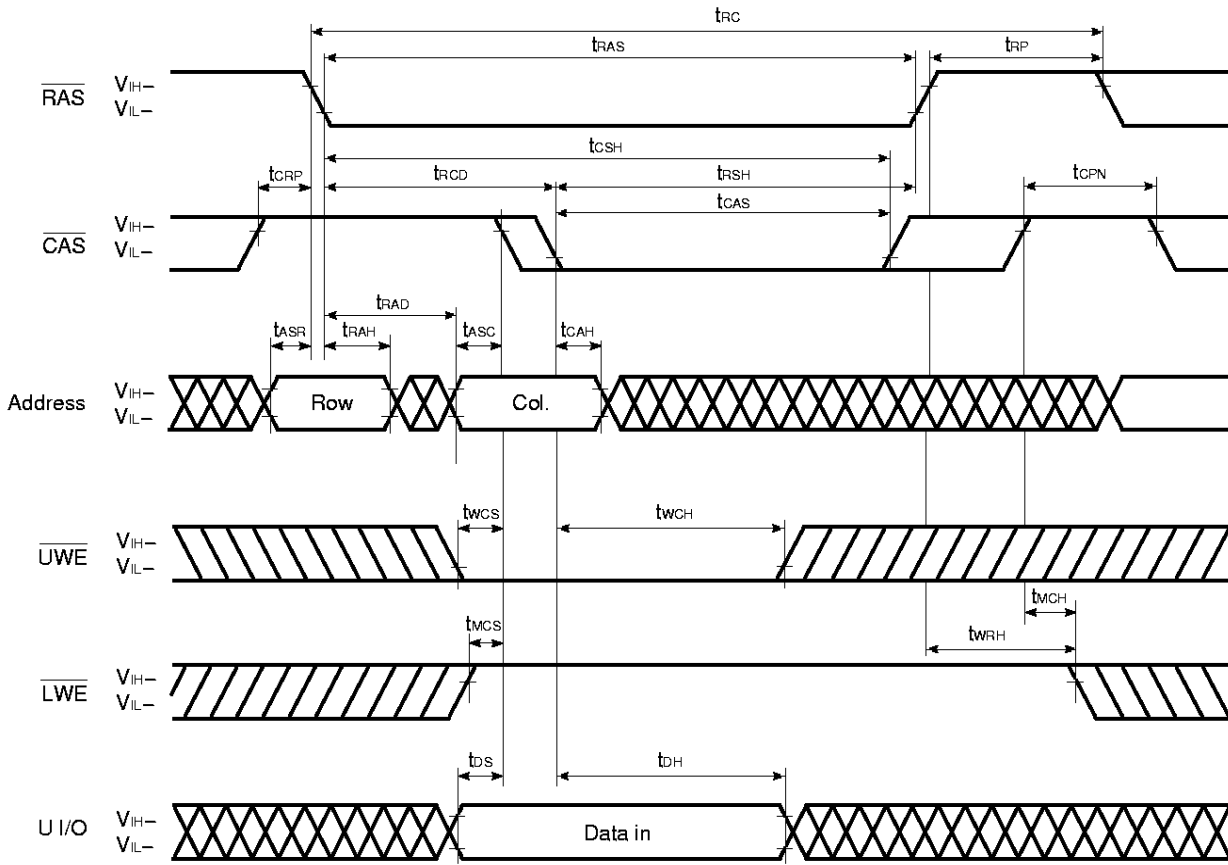 tRC
tRAS
tRP
RAS
VIH–
VIL–
tCSH
tCRP
tRCD
tRSH
tCPN
tCAS
CAS
VIH–
VIL–
tRAD
tASR
tRAH
tASC
tCAH
Address
VIH–
VIL–
Row
Col.
tWCS
tWCH
UWE
VIH–
VIL–
tMCS
tMCH
tWRH
LWE
VIH–
VIL–
tDS
tDH
U I/O
VIH–
VIL–
Data in